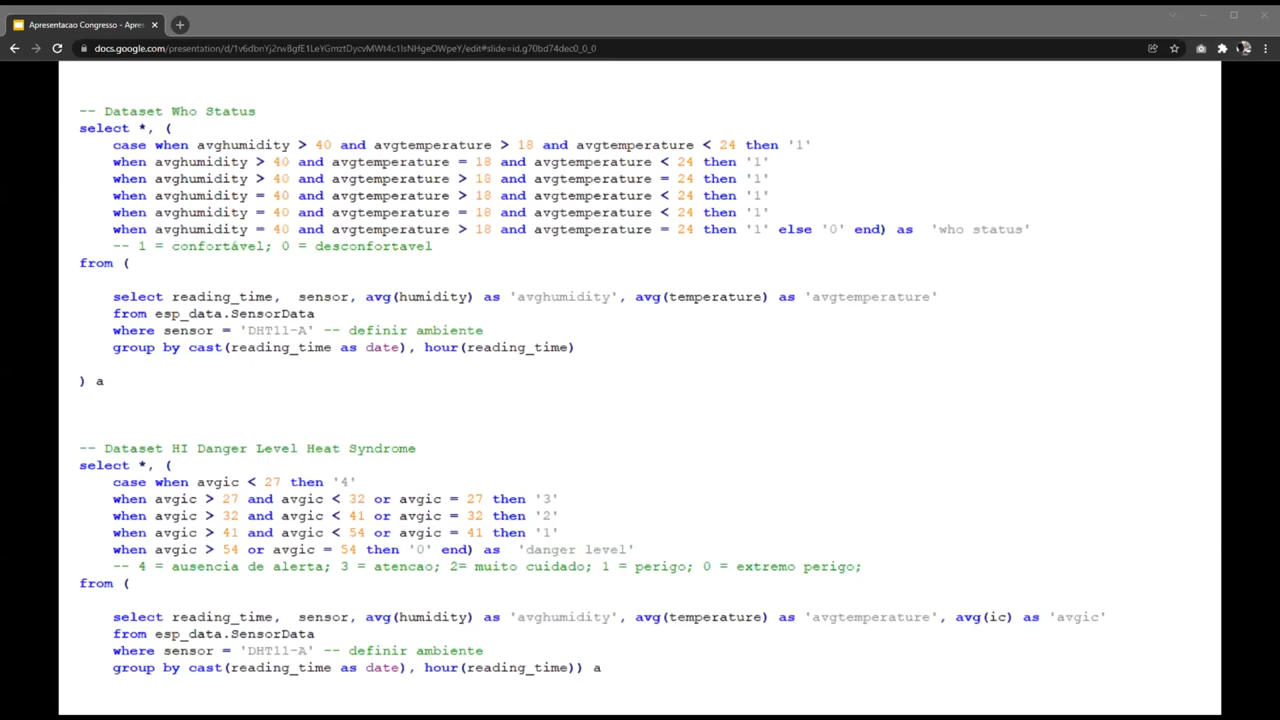 Apresentacao Congresso - Apres
docs.google.com/presentation/d/1v6dbnYj2rwBgfE1LeYGmztDycvMWt4c1lsNHgeOWpeY/edit#slide=id.g70bd74dec0_0_0
-- Dataset Who Status
select *, (
case when avghumidity > 40 and avgtemperature > 18 and avgtemperature < 24 then '1'
when avghumidity > 40 and avgtemperature = 18 and avgtemperature < 24 then '1'
when avghumidity > 40 and avgtemperature > 18 and avgtemperature = 24 then '1'
when avghumidity = 40 and avgtemperature > 18 and avgtemperature < 24 then '1'
when avghumidity = 40 and avgtemperature = 18 and avgtemperature < 24 then '1'
when avghumidity = 40 and avgtemperature > 18 and avgtemperature = 24 then '1' else '0' end) as 'who status'
-- 1 = confortável; 0 = desconfortavel
from (
select reading_time, sensor, avg(humidity) as 'avghumidity', avg(temperature) as 'avgtemperature'
from esp_data.SensorData
where sensor = 'DHT11-A' -- definir ambiente
group by cast(reading_time as date), hour(reading_time)
) a
-- Dataset HI Danger Level Heat Syndrome
select *, (
case when avgic < 27 then '4'
when avgic > 27 and avgic < 32 or avgic = 27 then '3'
when avgic > 32 and avgic < 41 or avgic = 32 then '2'
when avgic > 41 and avgic < 54 or avgic = 41 then '1'
when avgic > 54 or avgic = 54 then '0' end) as 'danger level'
-- 4 = ausencia de alerta; 3 = atencao; 2= muito cuidado; 1 = perigo; 0 = extremo perigo;
from (
select reading_time, sensor, avg(humidity) as 'avghumidity', avg(temperature) as 'avgtemperature', avg(ic) as 'avgic'
from esp_data.SensorData
where sensor = 'DHT11-A' -- definir ambiente
group by cast(reading_time as date), hour(reading_time)) a